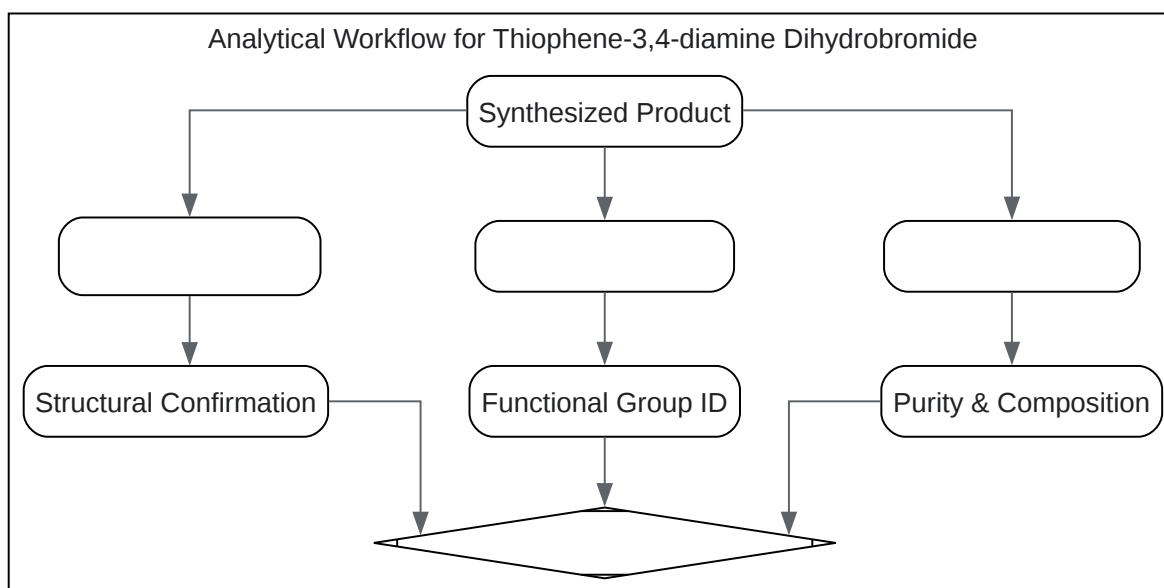 Analytical Workflow for Thiophene-3,4-diamine Dihydrobromide
Synthesized Product
Structural Confirmation
Functional Group ID
Purity & Composition